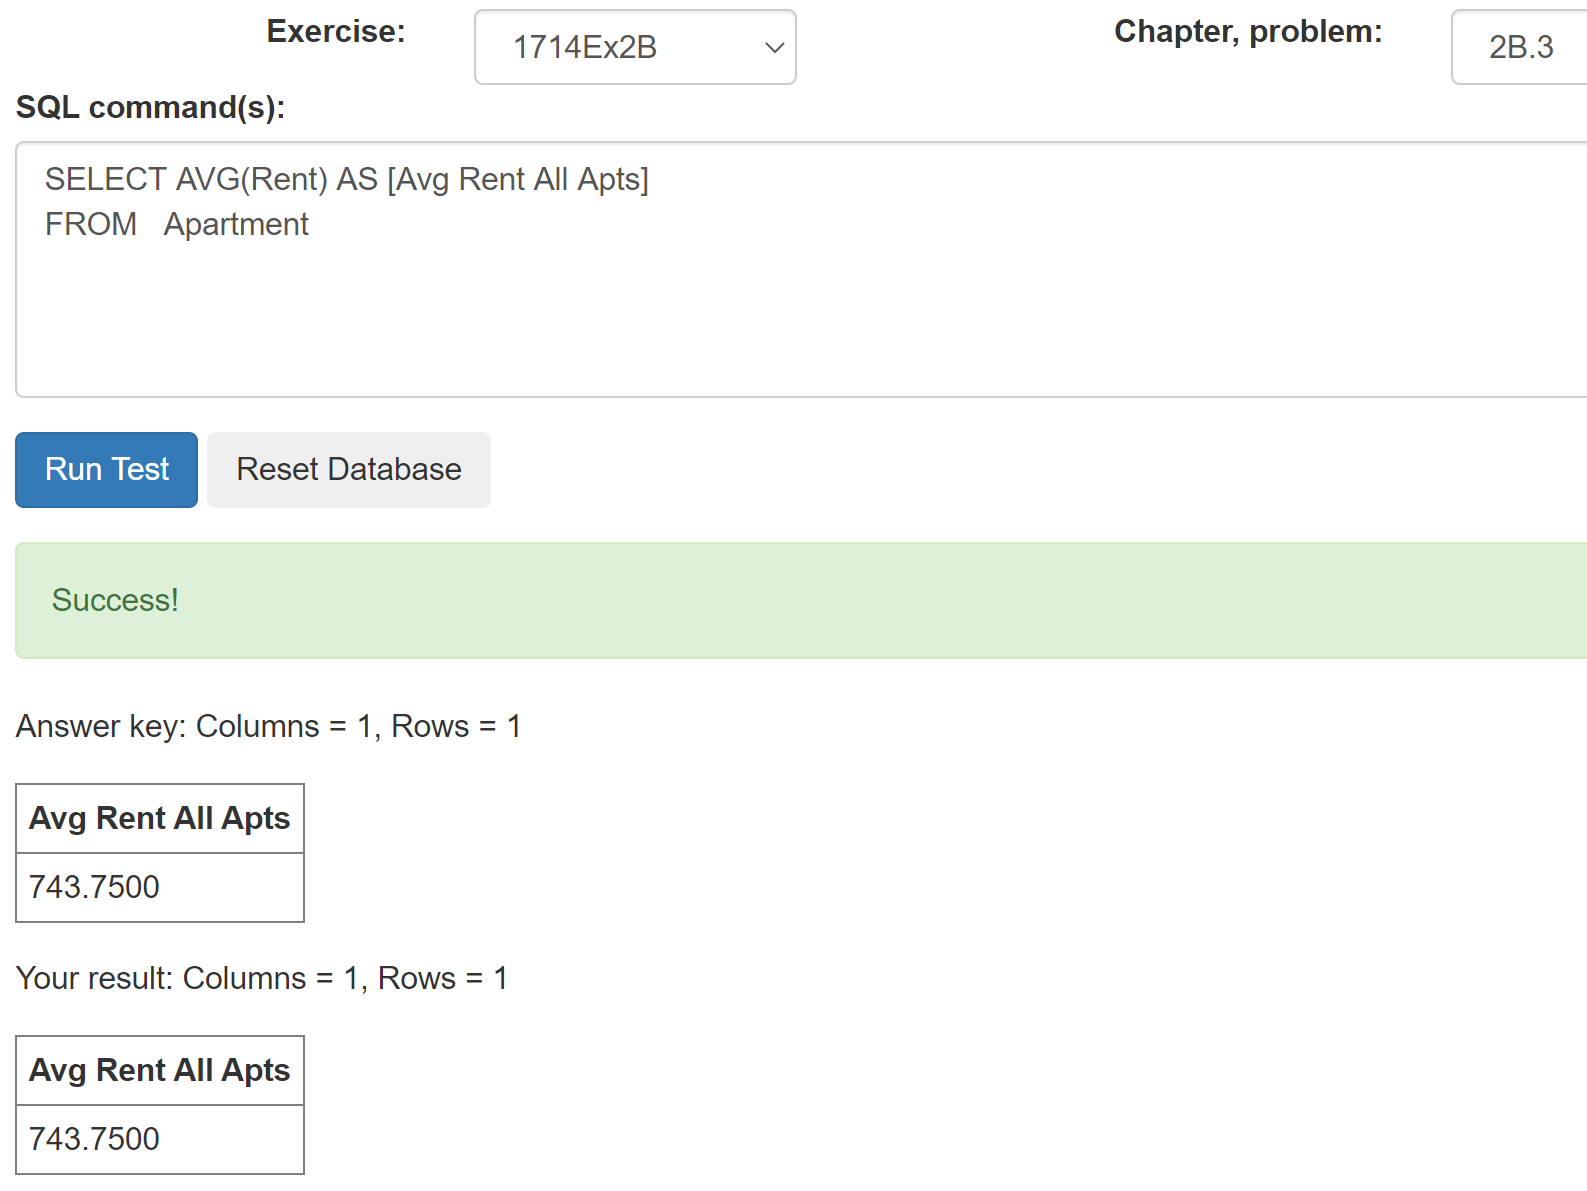 Exercise: 1714Ex2B Chapter, problem: 2B.3
SQL command(s):
SELECT AVG(Rent) AS [Avg Rent All Apts]
FROM Apartment
Run Test Reset Database
Success!
Answer key: Columns = 1, Rows = 1
Avg Rent All Apts
743.7500
Your result: Columns = 1, Rows = 1
Avg Rent All Apts
743.7500